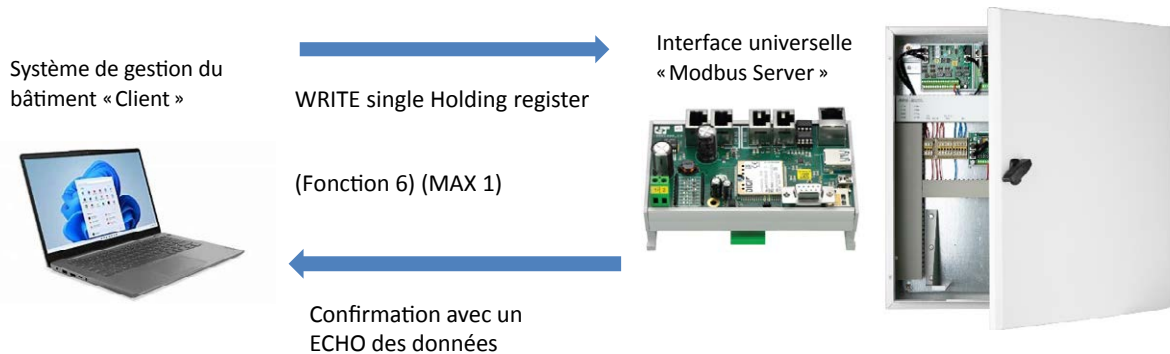 Système de gestion du
bâtiment « Client »
WRITE single Holding register
(Fonction 6) (MAX 1)
Confirmation avec un
ECHO des données
Interface universelle
« Modbus Server »